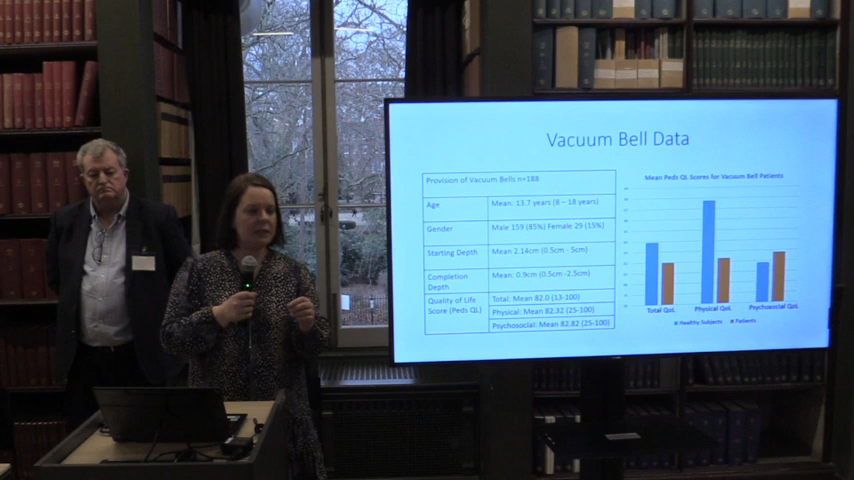 Vacuum Bell Data
Provision of Vacuum Bells n=188
Age
Mean: 13.7 years (8 – 18 years)
Gender
Male 159 (85%) Female 29 (15%)
Starting Depth
Mean 2.14cm (0.5cm - 5cm)
Completion
Depth
Mean: 0.9cm (0.5cm -2.5cm)
Quality of Life
Score (Peds QL)
Total: Mean 82.0 (13-100)
Physical: Mean 82.32 (25-100)
Psychosocial: Mean 82.82 (25-100)
Mean Peds QL Scores for Vacuum Bell Patients
Total QoL
Physical QoL
Psychosocial QoL
Healthy Subjects
Patients